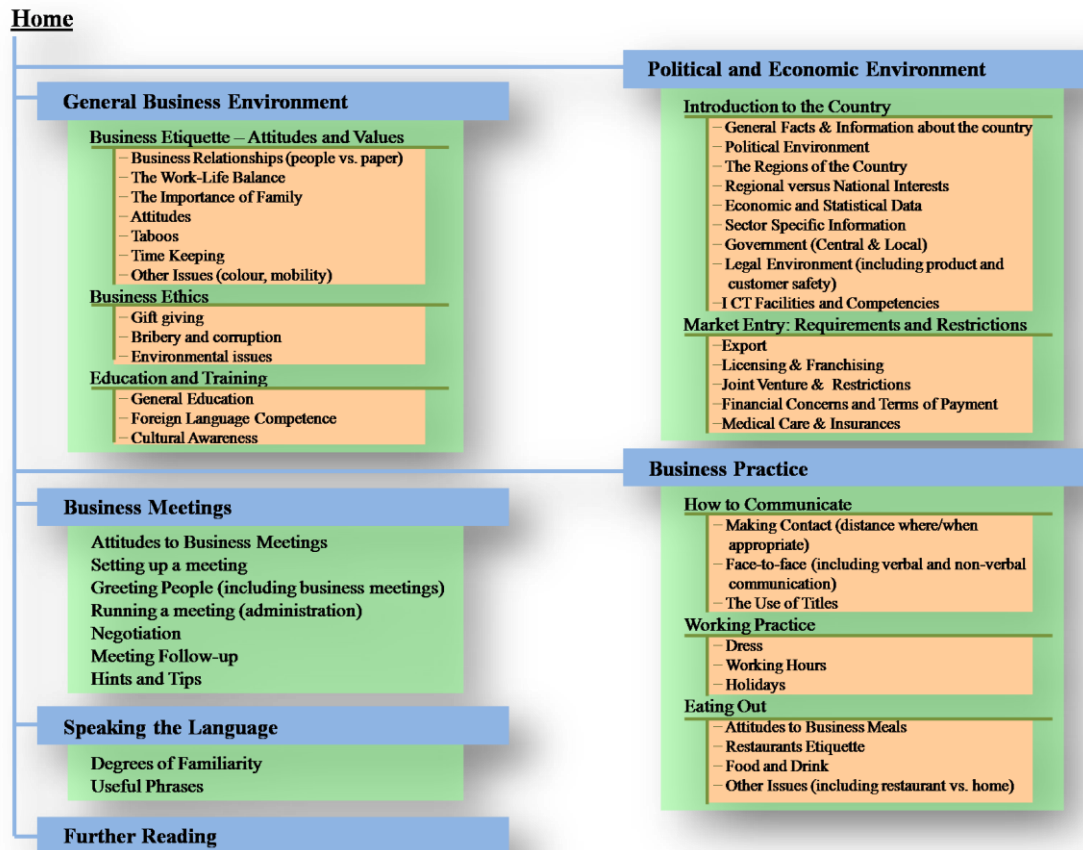 Home
Political and Economic Environment
Introduction to the Country
– General Facts & Information about the country
– Political Environment
– The Regions of the Country
– Regional versus National Interests
– Economic and Statistical Data
– Sector Specific Information
– Government (Central & Local)
– Legal Environment (including product and
customer safety)
– I CT Facilities and Competencies
Market Entry: Requirements and Restrictions
– Export
– Licensing & Franchising
– Joint Venture & Restrictions
– Financial Concerns and Terms of Payment
– Medical Care & Insurances
General Business Environment
Business Etiquette – Attitudes and Values
– Business Relationships (people vs. paper)
– The Work-Life Balance
– The Importance of Family
– Attitudes
– Taboos
– Time Keeping
– Other Issues (colour, mobility)
Business Ethics
– Gift giving
– Bribery and corruption
– Environmental issues
Education and Training
– General Education
– Foreign Language Competence
– Cultural Awareness
Business Practice
How to Communicate
– Making Contact (distance where/when
appropriate)
– Face-to-face (including verbal and non-verbal
communication)
– The Use of Titles
Working Practice
– Dress
– Working Hours
– Holidays
Eating Out
– Attitudes to Business Meals
– Restaurants Etiquette
– Food and Drink
– Other Issues (including restaurant vs. home)
Business Meetings
Attitudes to Business Meetings
Setting up a meeting
Greeting People (including business meetings)
Running a meeting (administration)
Negotiation
Meeting Follow-up
Hints and Tips
Speaking the Language
Degrees of Familiarity
Useful Phrases
Further Reading